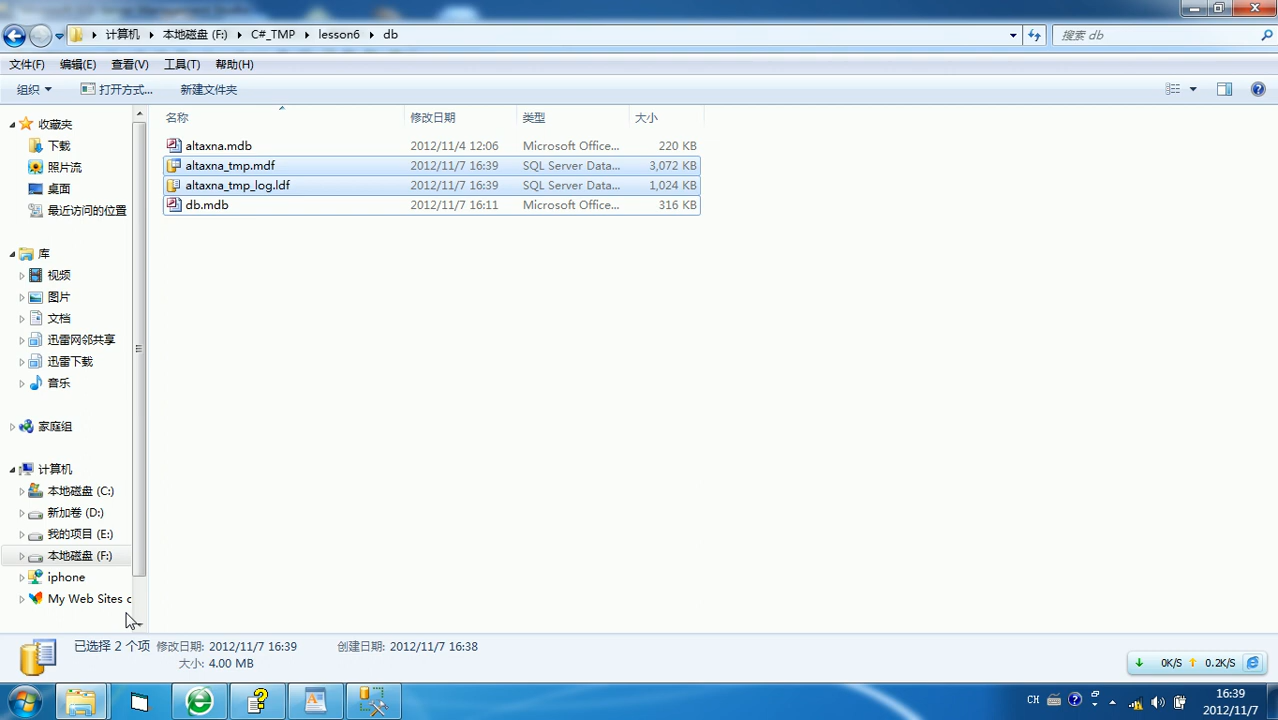 计算机 本地磁盘 (F:) C#_TMP lesson6 db 搜索 db
文件(F) 编辑(E) 查看(V) 工具(T) 帮助(H)
组织 打开方式... 新建文件夹
名称 修改日期 类型 大小
altaxna.mdb 2012/11/4 12:06 Microsoft Office... 220 KB
altaxna_tmp.mdf 2012/11/7 16:39 SQL Server Data... 3,072 KB
altaxna_tmp_log.ldf 2012/11/7 16:39 SQL Server Data... 1,024 KB
db.mdb 2012/11/7 16:11 Microsoft Office... 316 KB
收藏夹
下载
照片流
桌面
最近访问的位置
库
视频
图片
文档
迅雷网邻共享
迅雷下载
音乐
家庭组
计算机
本地磁盘 (C:)
新加卷 (D:)
我的项目 (E:)
本地磁盘 (F:)
iphone
My Web Sites
已选择 2 个项 修改日期: 2012/11/7 16:39 创建日期: 2012/11/7 16:38
大小: 4.00 MB
0K/S 0.2K/S
CH 16:39
2012/11/7